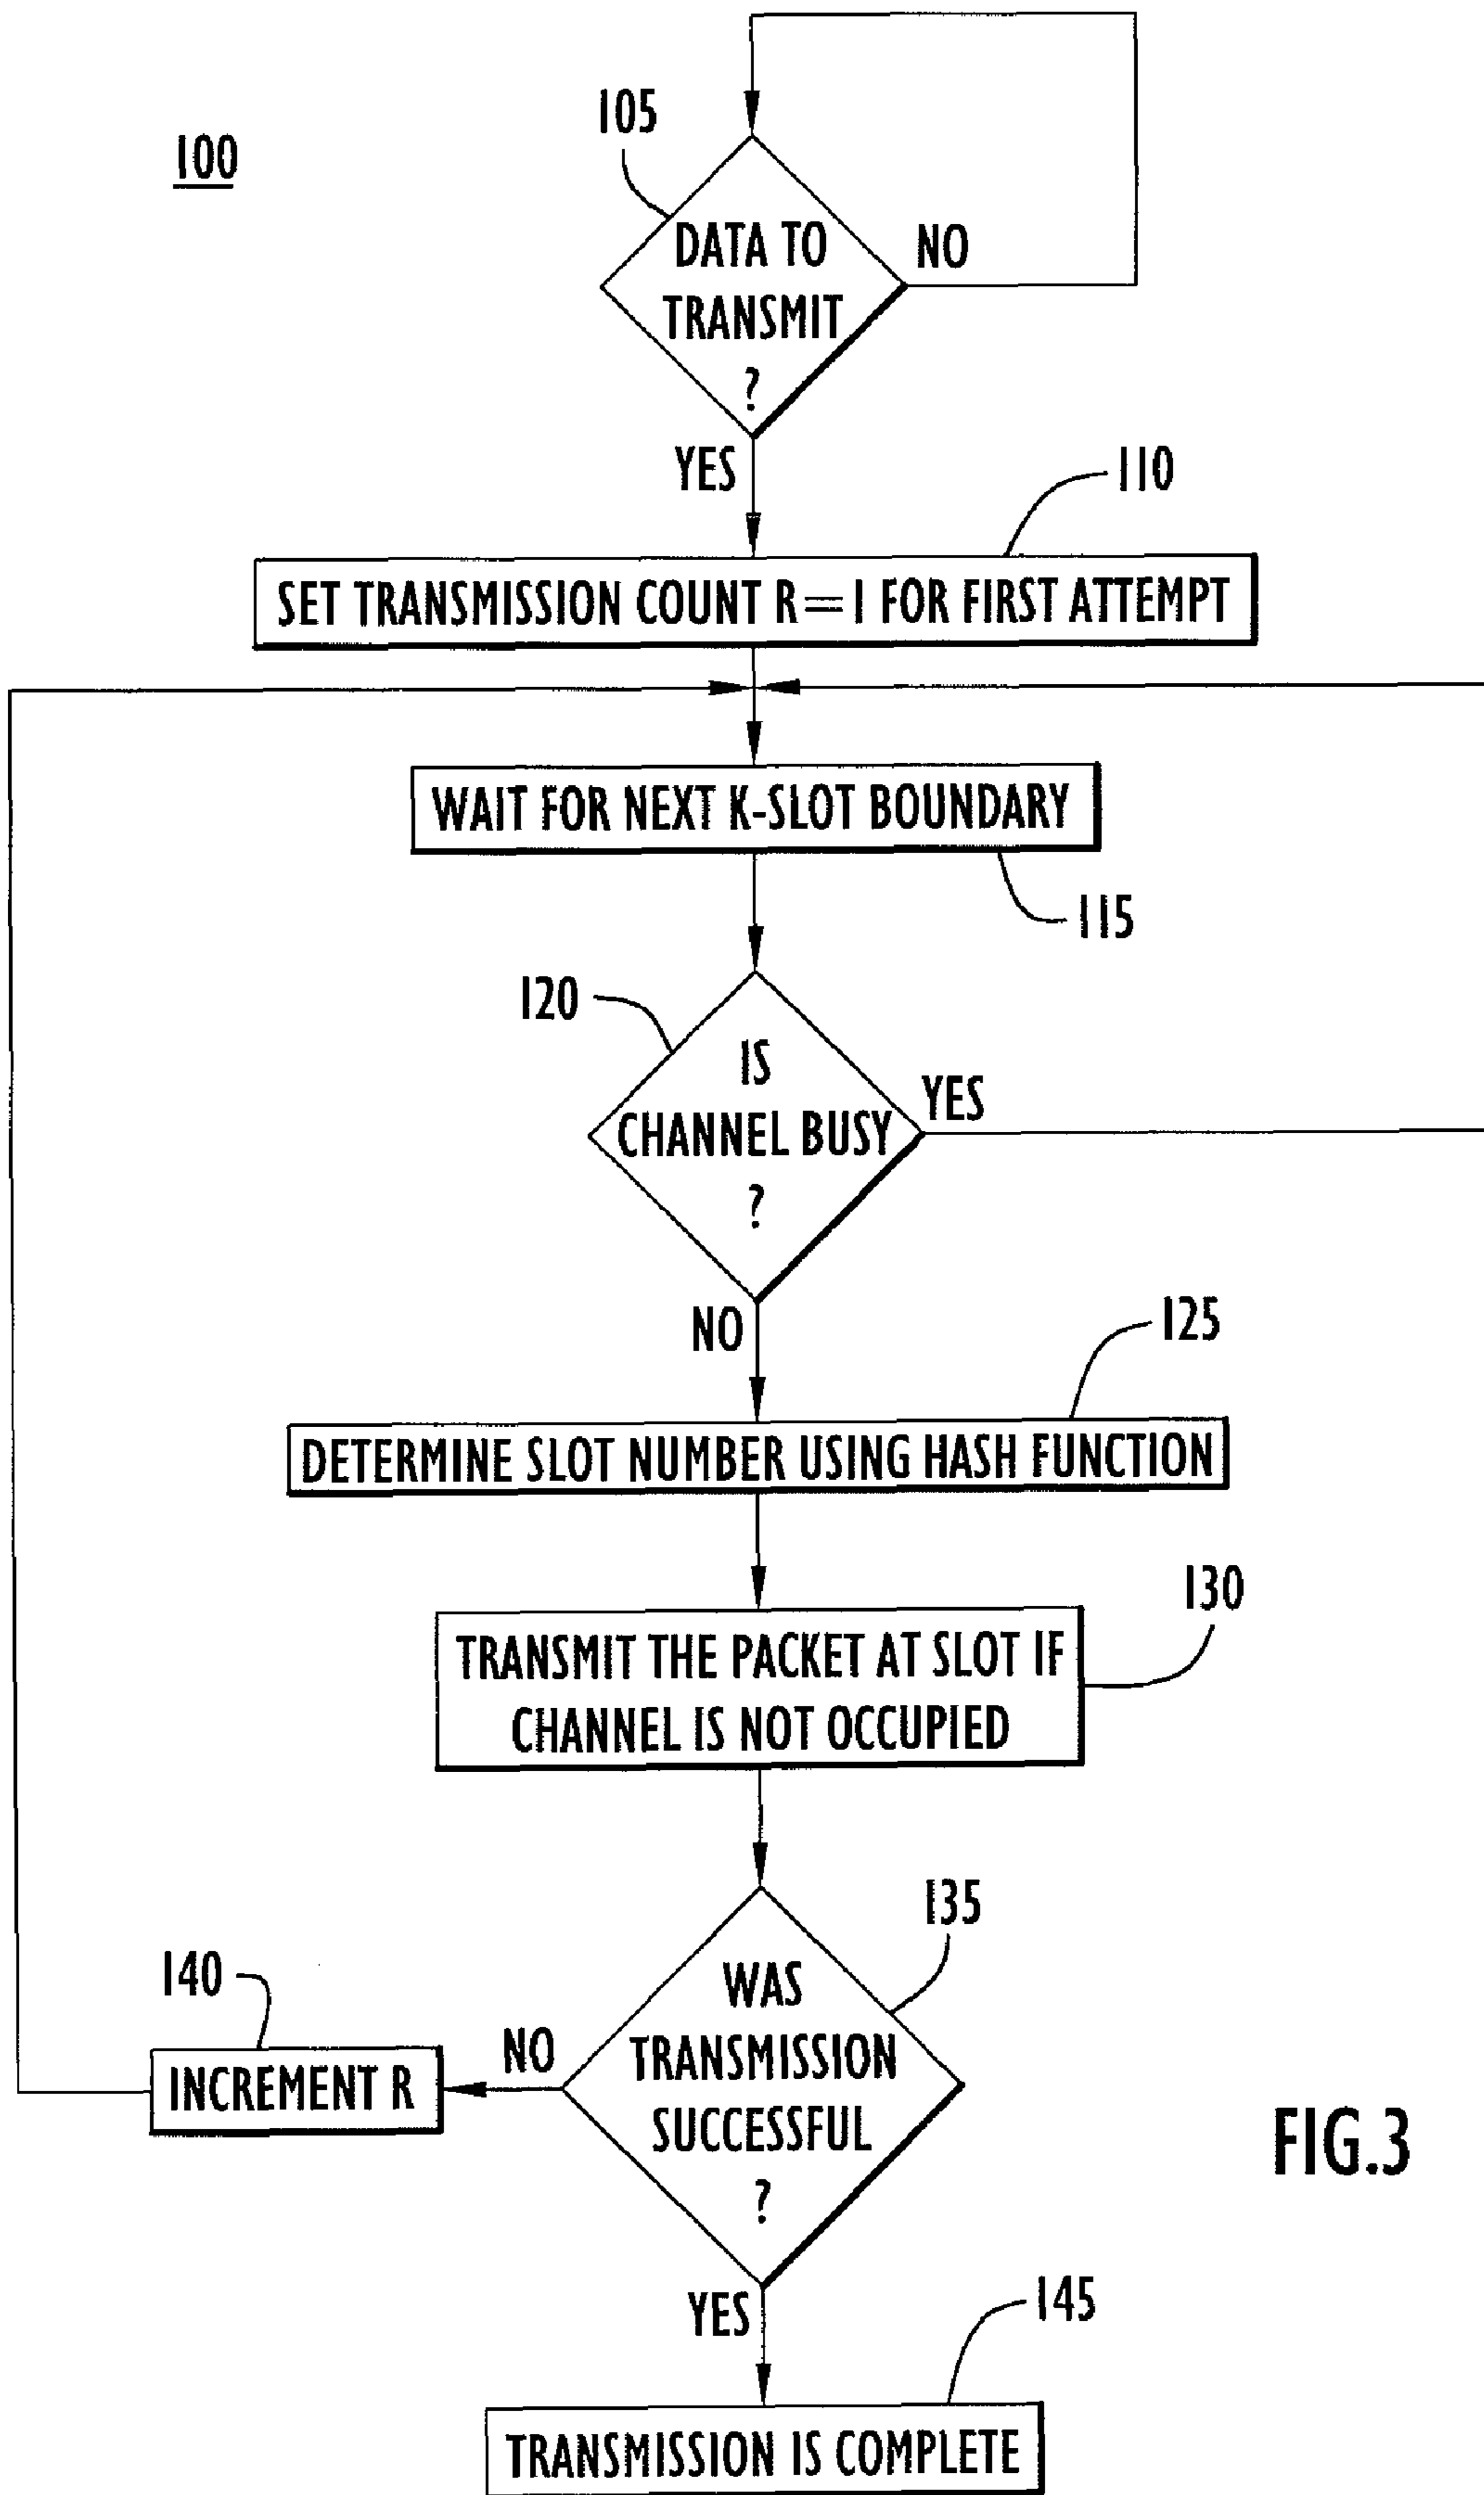 100
105
DATA TO
TRANSMIT
?
NO
YES
110
SET TRANSMISSION COUNT R=1 FOR FIRST ATTEMPT
WAIT FOR NEXT K-SLOT BOUNDARY
115
120
IS
CHANNEL BUSY
?
YES
NO
125
DETERMINE SLOT NUMBER USING HASH FUNCTION
130
TRANSMIT THE PACKET AT SLOT IF
CHANNEL IS NOT OCCUPIED
135
WAS
TRANSMISSION
SUCCESSFUL
?
NO
140
INCREMENT R
YES
145
TRANSMISSION IS COMPLETE
FIG.3